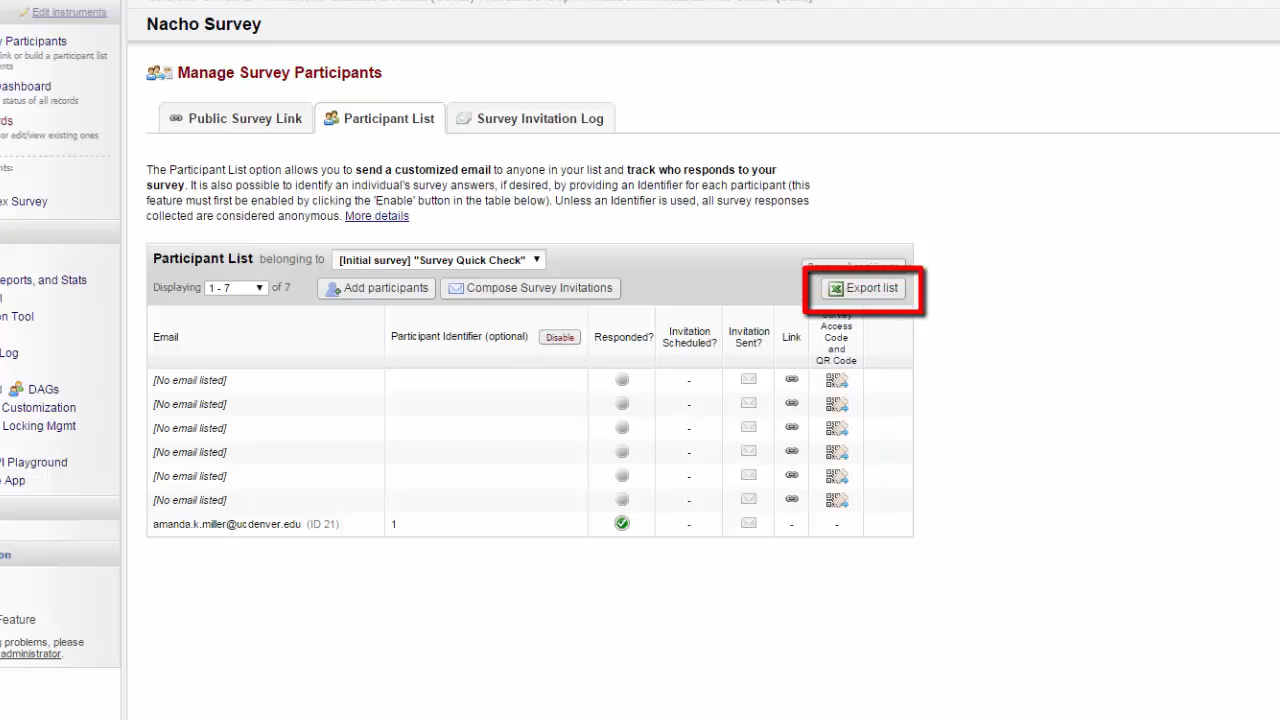 Edit instruments
Nacho Survey
Participants
link or build a participant list
Dashboard
status of all records
or edit/view existing ones
Survey
eports, and Stats
on Tool
Log
DAGs
Customization
Locking Mgmt
Playground
App
on
Feature
problems, please
administrator.
Manage Survey Participants
Public Survey Link
Participant List
Survey Invitation Log
The Participant List option allows you to send a customized email to anyone in your list and track who responds to your
survey. It is also possible to identify an individual's survey answers, if desired, by providing an Identifier for each participant (this
feature must first be enabled by clicking the 'Enable' button in the table below). Unless an Identifier is used, all survey responses
collected are considered anonymous. More details
Participant List belonging to [Initial survey] "Survey Quick Check"
Displaying 1 - 7 of 7 Add participants Compose Survey Invitations Export list
Email Participant Identifier (optional) Disable Responded? Invitation Scheduled? Invitation Sent? Link Survey Access Code and QR Code
[No email listed] -
[No email listed] -
[No email listed] -
[No email listed] -
[No email listed] -
[No email listed] -
amanda.k.miller@ucdenver.edu (ID 21) 1 - - -